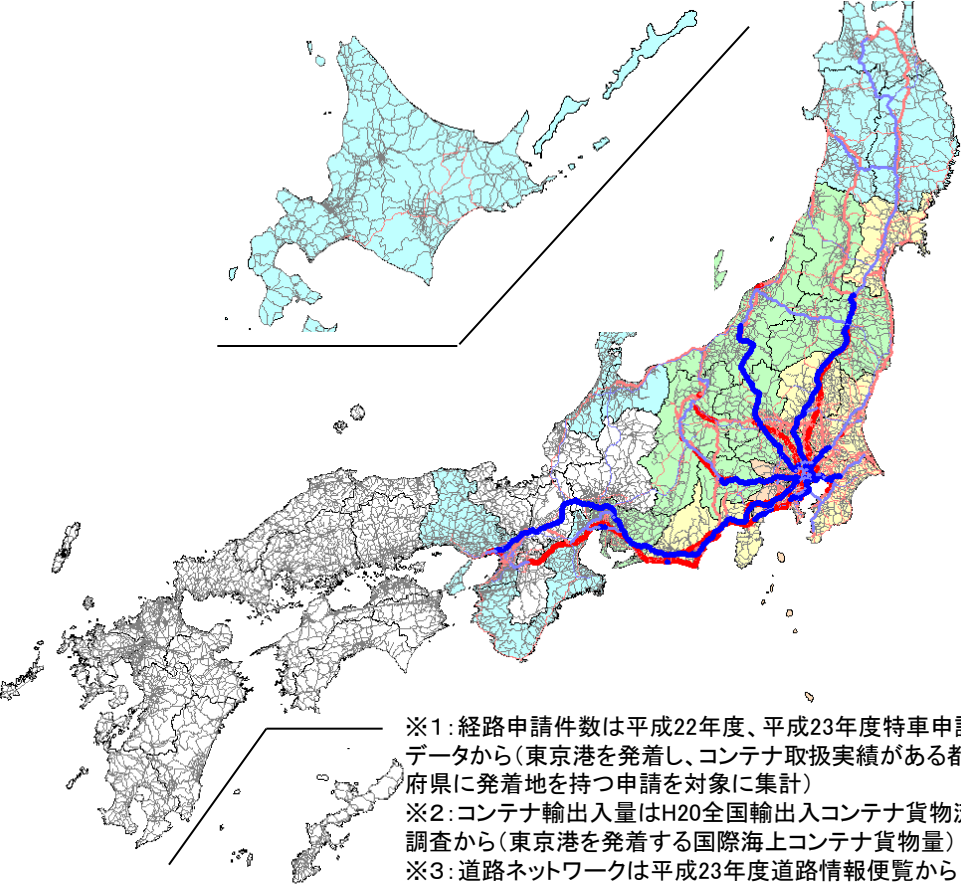 ※1：経路申請件数は平成22年度、平成23年度特車申請
データから（東京港を発着し、コンテナ取扱実績がある都
府県に発着地を持つ申請を対象に集計）
※2：コンテナ輸出入量はH20全国輸出入コンテナ貨物流
調査から（東京港を発着する国際海上コンテナ貨物量）
※3：道路ネットワークは平成23年度道路情報便覧から